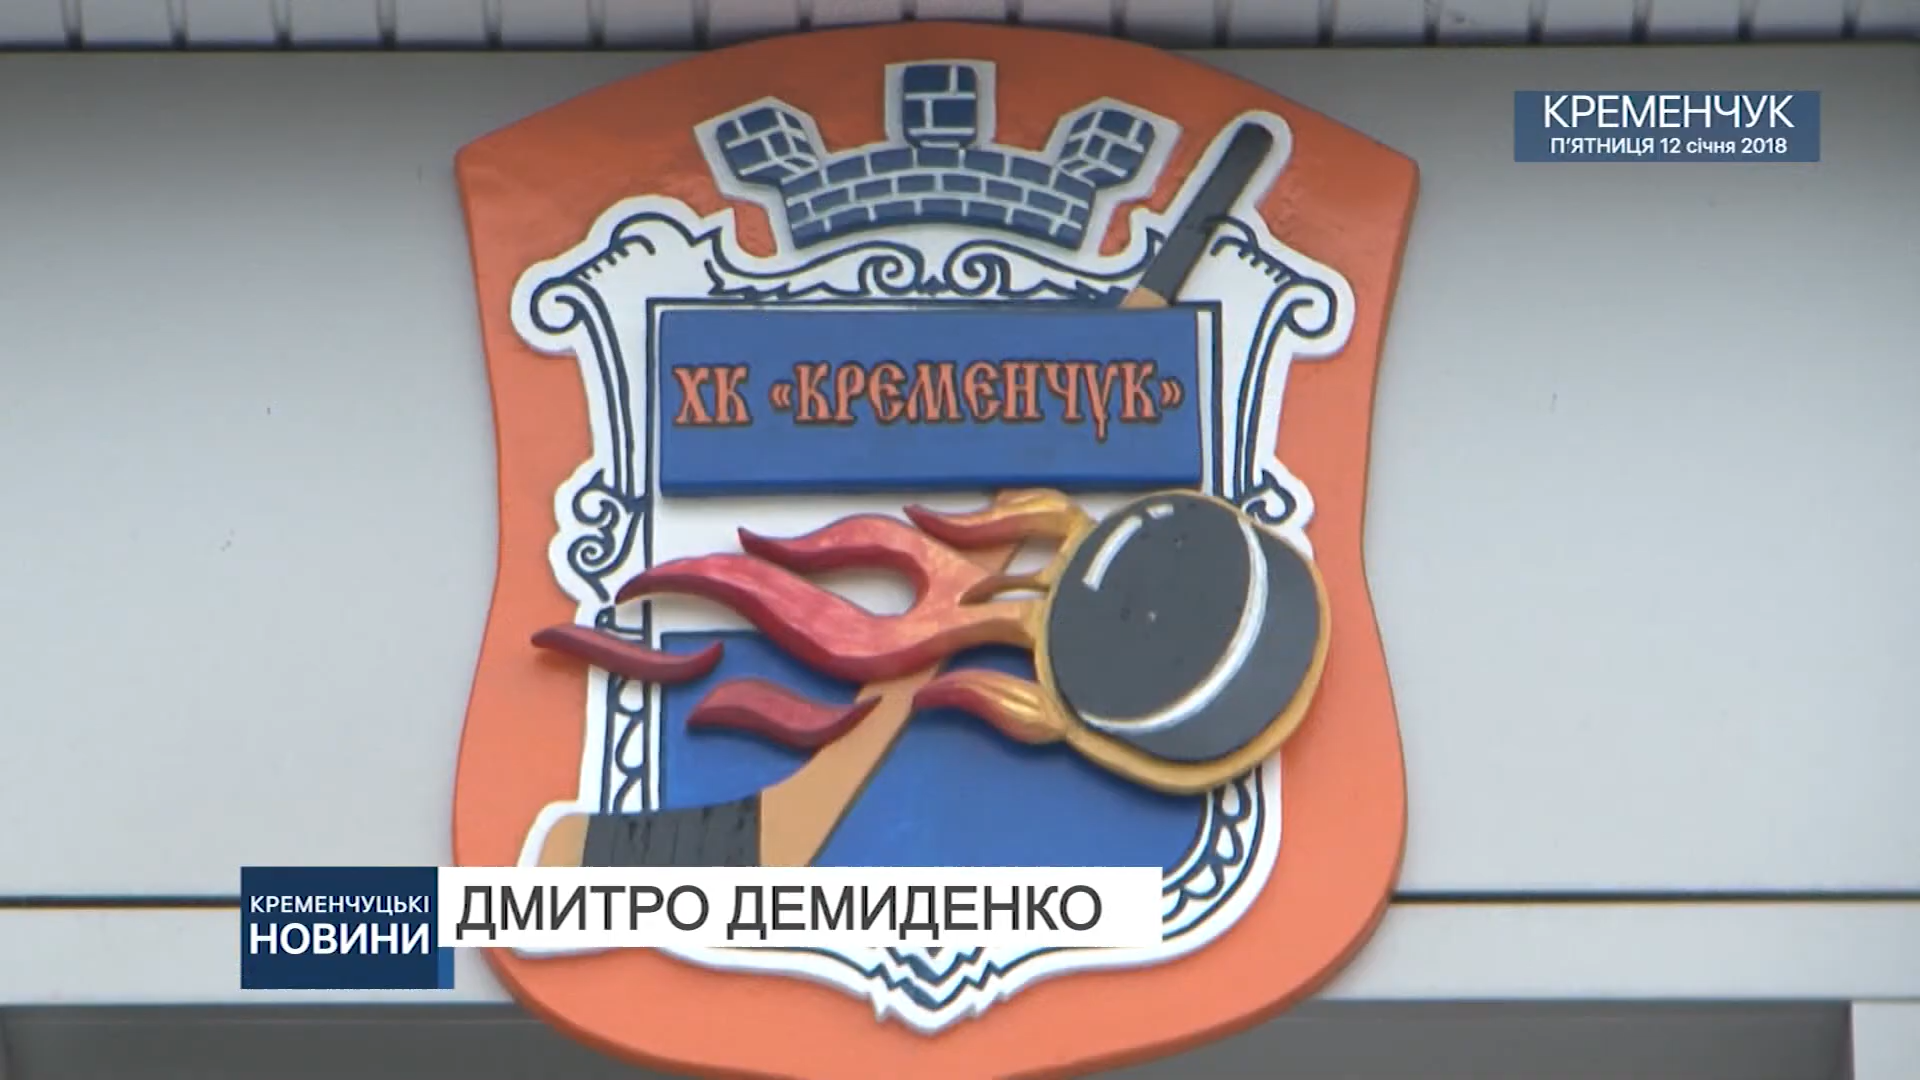 КРЕМЕНЧУК
П'ЯТНИЦЯ 12 січня 2018
ХК «КРЕМЕНЧУК»
КРЕМЕНЧУЦЬКІ
НОВИНИ
ДМИТРО ДЕМИДЕНКО